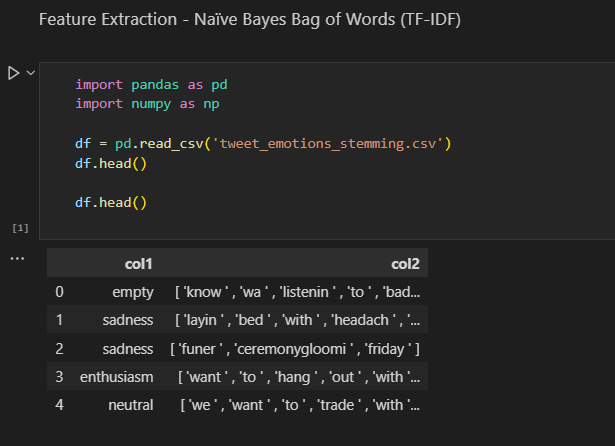 Feature Extraction - Naïve Bayes Bag of Words (TF-IDF)
import pandas as pd
import numpy as np
df = pd.read_csv('tweet_emotions_stemming.csv')
df.head()
df.head()
[1]
...
col1 col2
0 empty [ 'know ' , 'wa ' , 'listenin ' , 'to ' , 'bad...
1 sadness [ 'layin ' , 'bed ' , 'with ' , 'headach ' , '...
2 sadness [ 'funer ' , 'ceremonygloomi ' , 'friday ' ]
3 enthusiasm [ 'want ' , 'to ' , 'hang ' , 'out ' , 'with '...
4 neutral [ 'we ' , 'want ' , 'to ' , 'trade ' , 'with '...